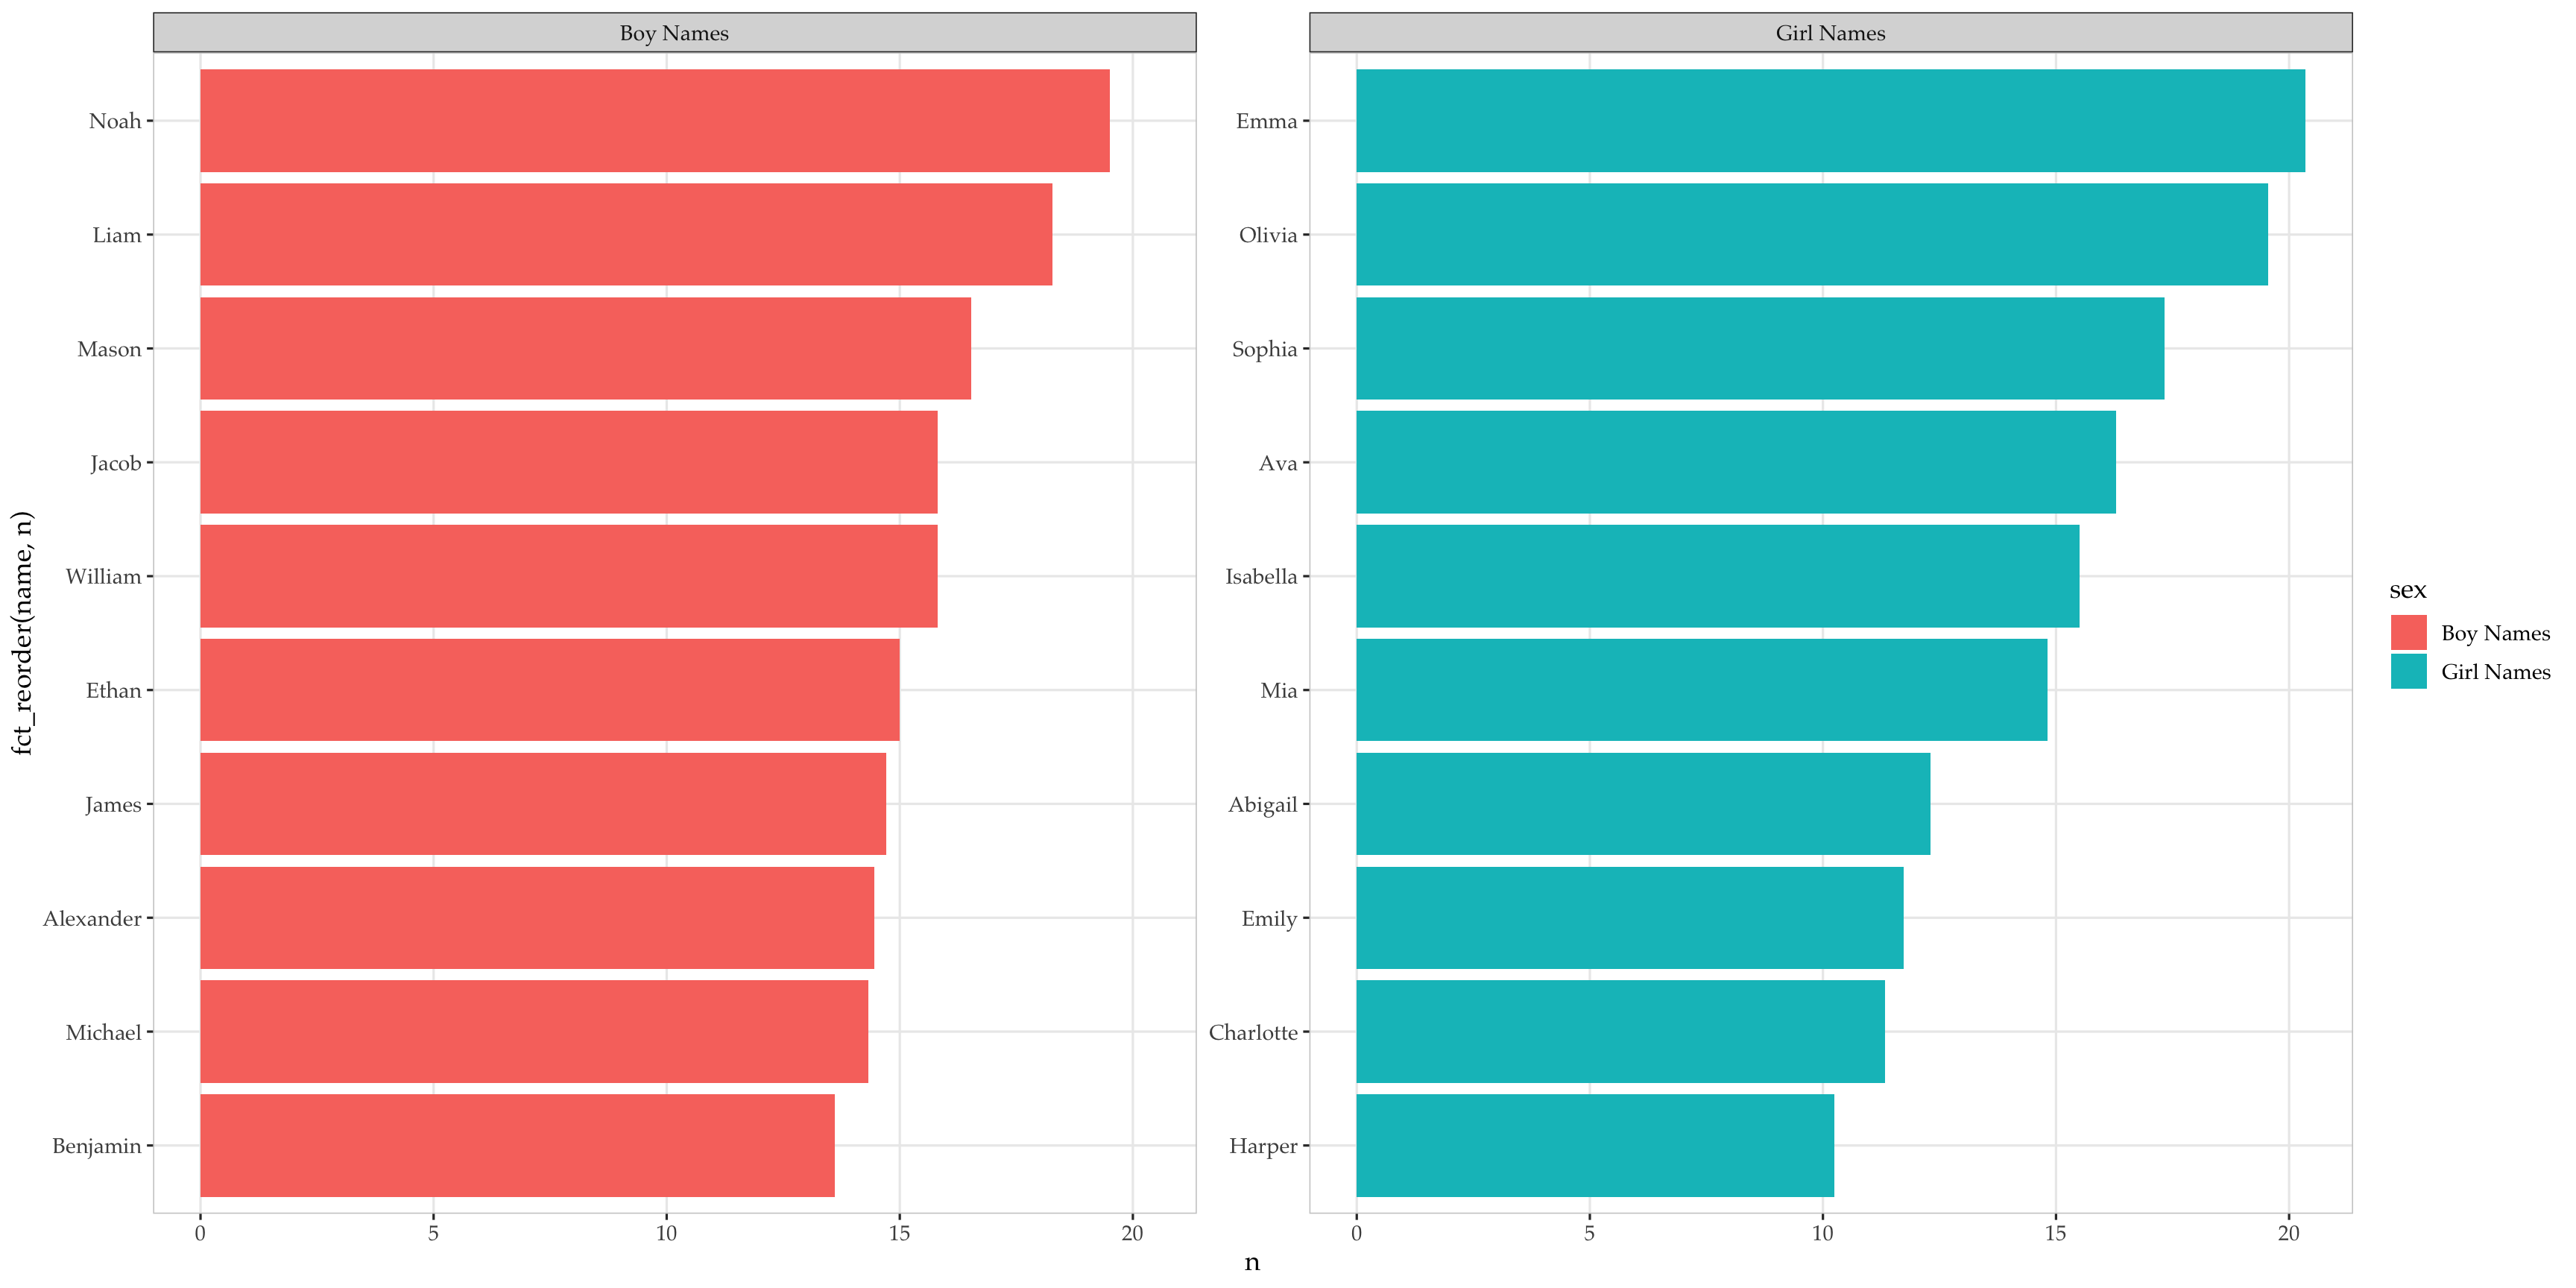 Boy Names
Girl Names
fct_reorder(name, n)
Noah
Liam
Mason
Jacob
William
Ethan
James
Alexander
Michael
Benjamin
0 5 10 15 20
Emma
Olivia
Sophia
Ava
Isabella
Mia
Abigail
Emily
Charlotte
Harper
0 5 10 15 20
n
sex
Boy Names
Girl Names